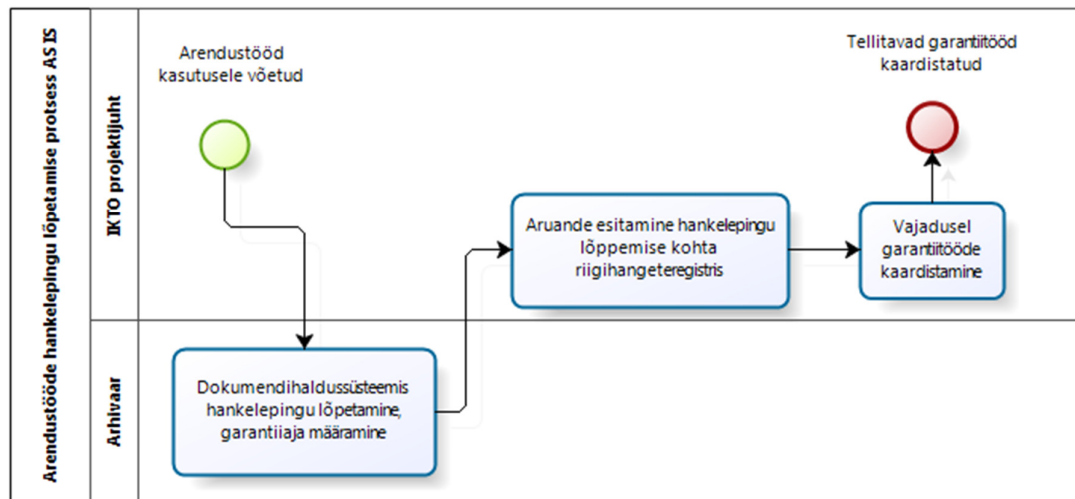 Arendustööde hankelepingu lõpetamise protsess AS IS
IKTO projektijuht
Arendustööd
kasutusele võetud
Tellitavad garantiitööd
kaardistatud
Aruande esitamine hankelepingu
lõppemise kohta
riigihangeteregistris
Vajadusel
garantiitööde
kaardistamine
Arhivaar
Dokumendihaldussüsteemis
hankelepingu lõpetamine,
garantiiaja määramine